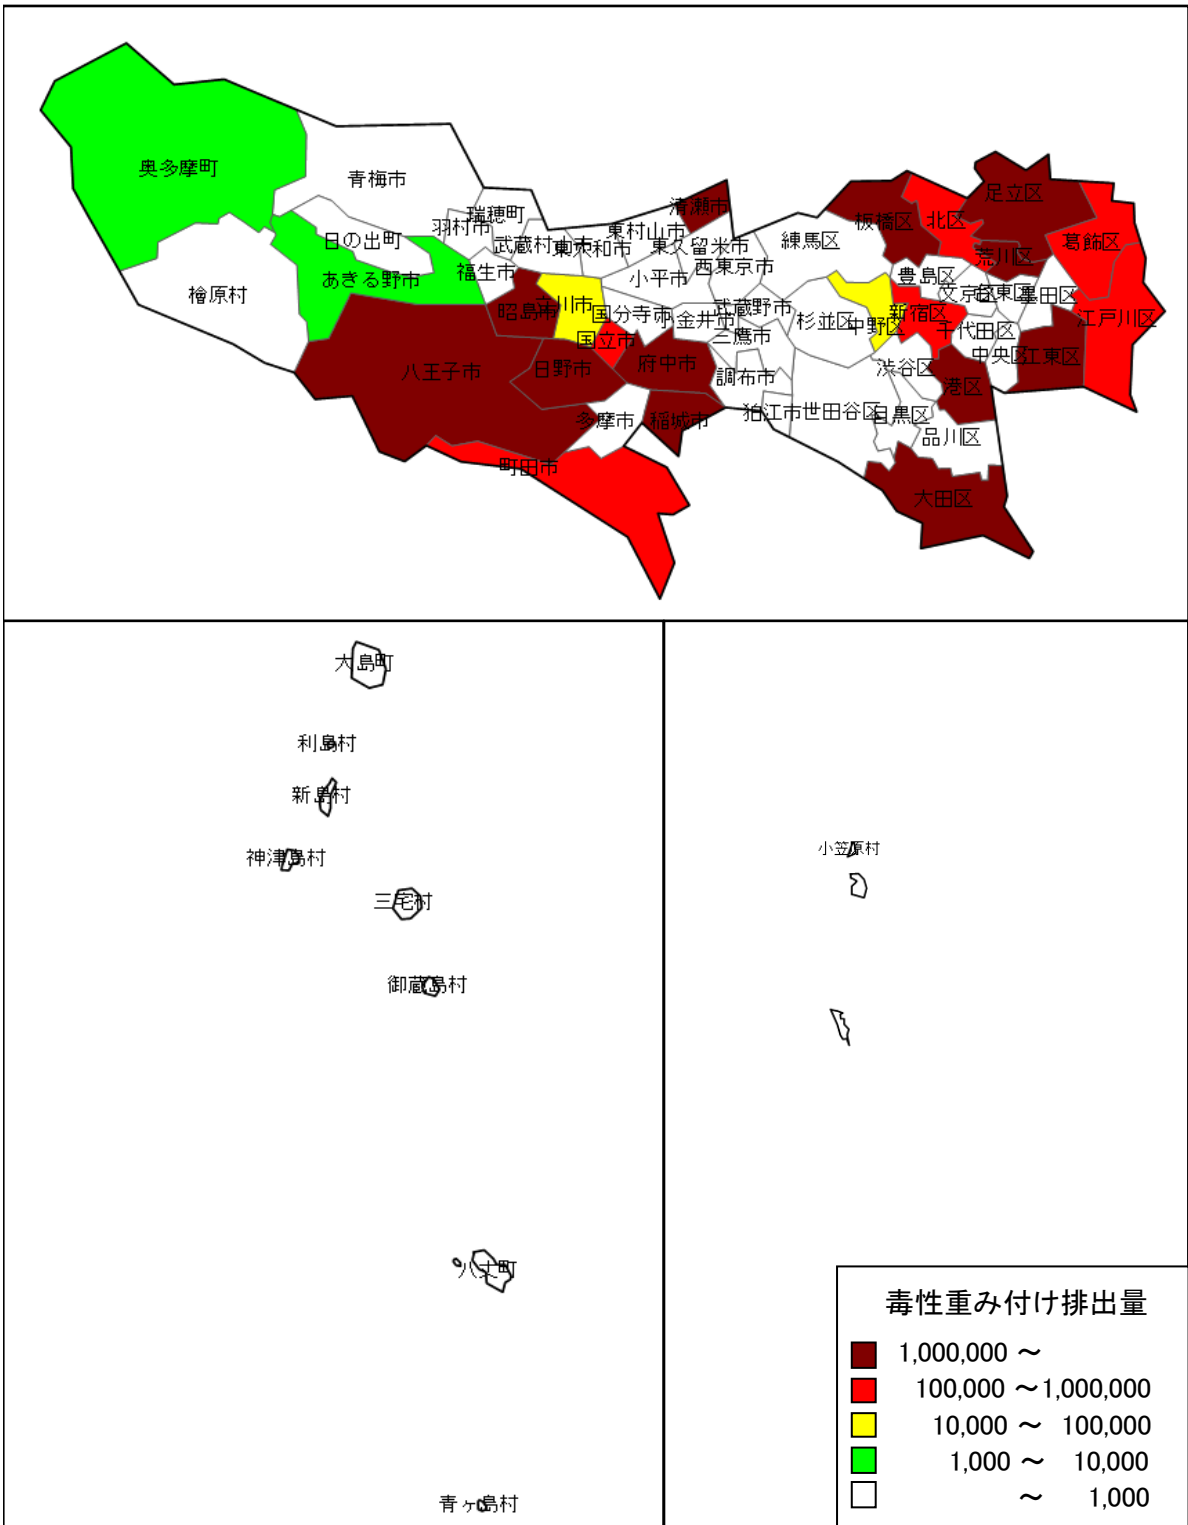 奥多摩町
青梅市
瑞穂町
羽村市
日の出町
あきる野市
福生市
檜原村
武蔵村山市
東大和市
東村山市
清瀬市
東久留米市
小平市
西東京市
練馬区
板橋区
北区
足立区
葛飾区
荒川区
豊島区
文京区
台東区
墨田区
江戸川区
昭島市
立川市
国分寺市
小金井市
武蔵野市
三鷹市
杉並区
中野区
新宿区
千代田区
中央区
江東区
国立市
府中市
日野市
八王子市
調布市
渋谷区
港区
多摩市
稲城市
狛江市
世田谷区
目黒区
品川区
町田市
大田区
大島町
利島村
新島村
神津島村
三宅村
御蔵島村
八丈町
青ヶ島村
小笠原村
毒性重み付け排出量
1,000,000 ～
100,000 ～1,000,000
10,000 ～ 100,000
1,000 ～ 10,000
～ 1,000